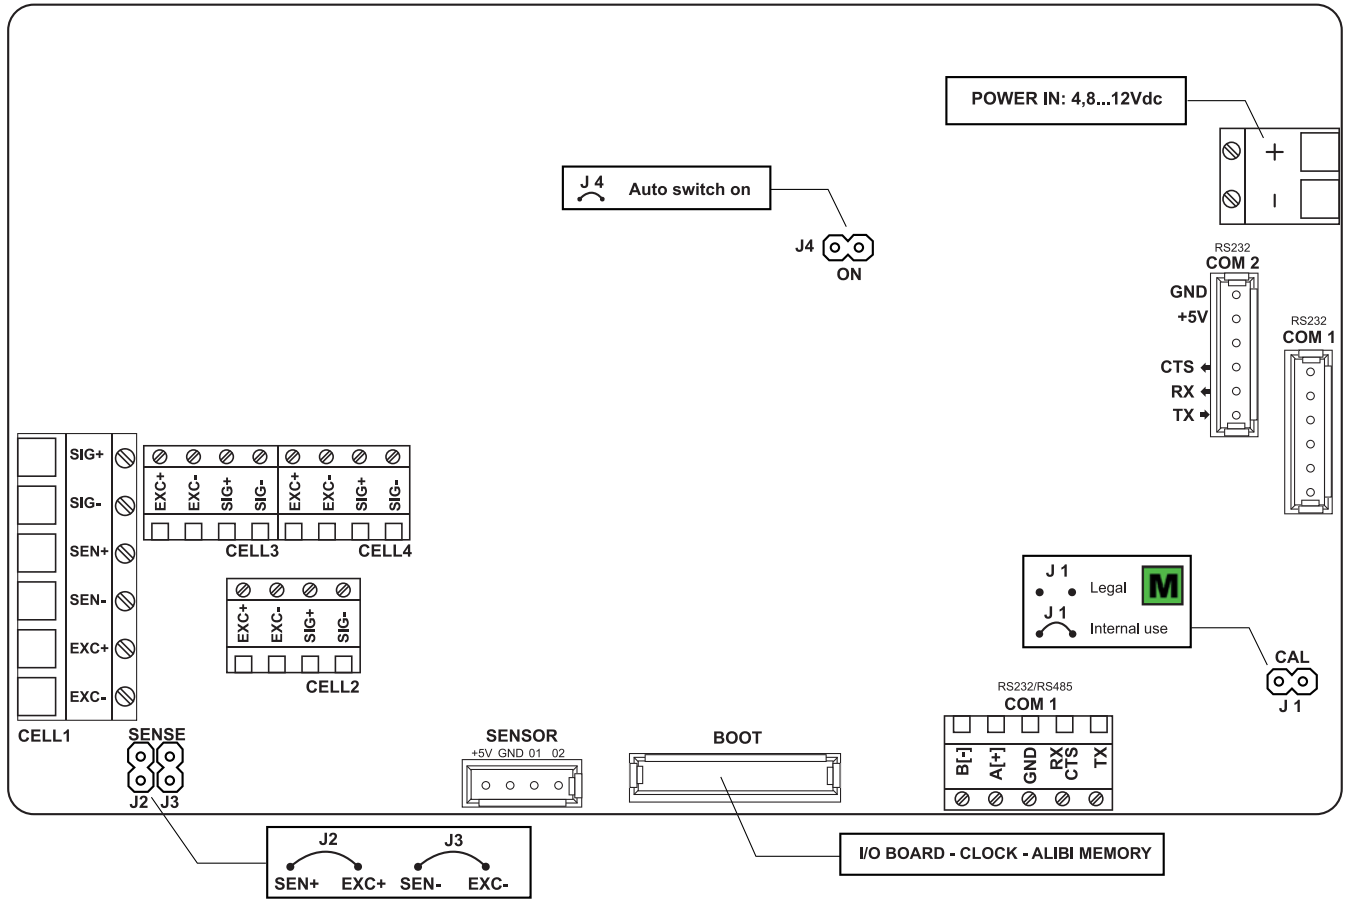 POWER IN: 4,8...12Vdc
+
-
J 4 Auto switch on
J4
ON
RS232
COM 2
GND
+5V
CTS
RX
TX
RS232
COM 1
SIG+
SIG-
SEN+
SEN-
EXC+
EXC-
CELL1
EXC+ EXC- SIG+ SIG- EXC+ EXC- SIG+ SIG-
CELL3 CELL4
EXC+ EXC- SIG+ SIG-
CELL2
J 1 Legal M
J 1 Internal use
CAL
J 1
RS232/RS485
COM 1
B[-] A[+] GND RX CTS TX
SENSE
J2 J3
SENSOR
+5V GND 01 02
BOOT
J2 J3
SEN+ EXC+ SEN- EXC-
I/O BOARD - CLOCK - ALIBI MEMORY